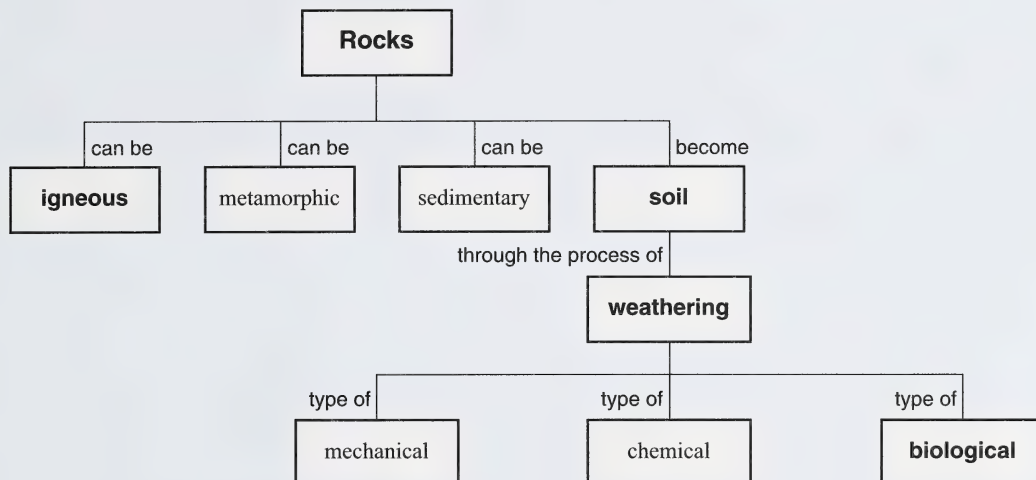 Rocks
can be can be can be become
igneous metamorphic sedimentary soil
through the process of
weathering
type of type of type of
mechanical chemical biological